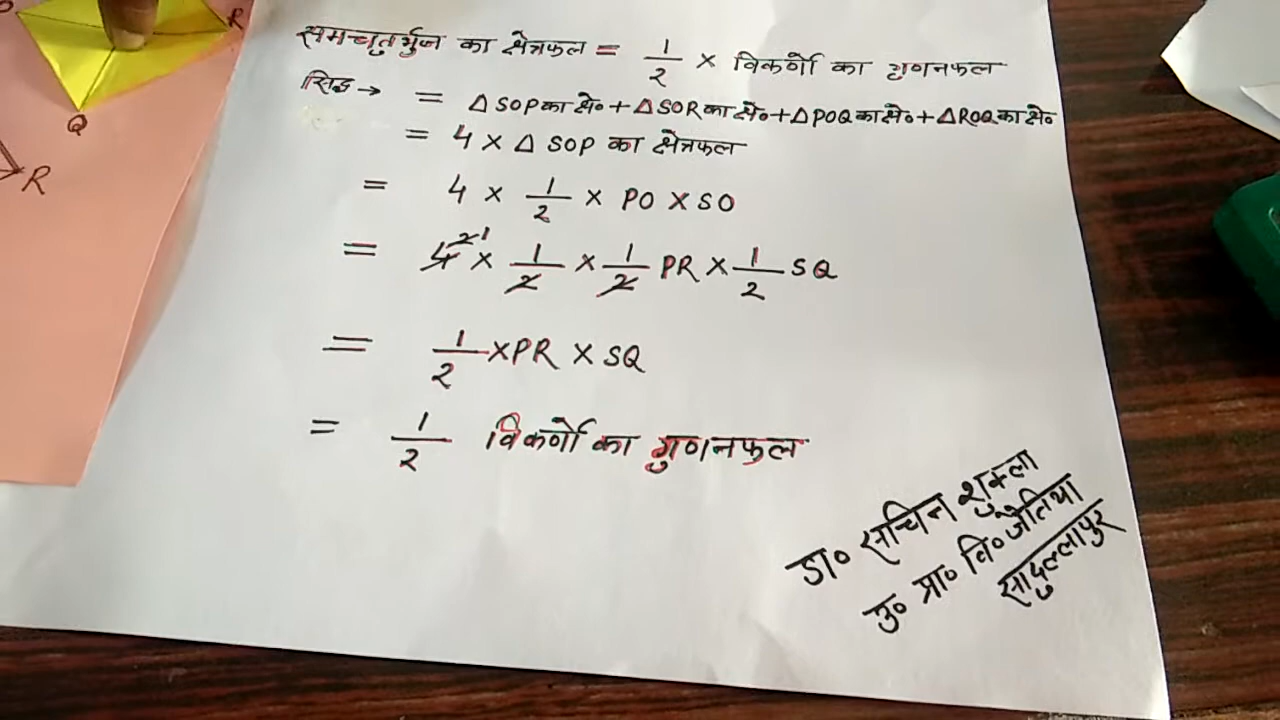 R
Q
R
समचतुर्भुज का क्षेत्रफल = 1/2 × विकर्णो का गुणनफल
सिद्ध → = △ SOP का क्षे० + △ SOR का क्षे० + △ POQ का क्षे० + △ ROQ का क्षे०
= 4 × △ SOP का क्षेत्रफल
= 4 × 1/2 × PO × SO
= 4 2 1 × 1/2 × 1/2 PR × 1/2 SQ
= 1/2 × PR × SQ
= 1/2 विकर्णो का गुणनफल
डा० सचिन शुक्ला
उ० प्रा० वि० जैतिया
सादुल्लापुर